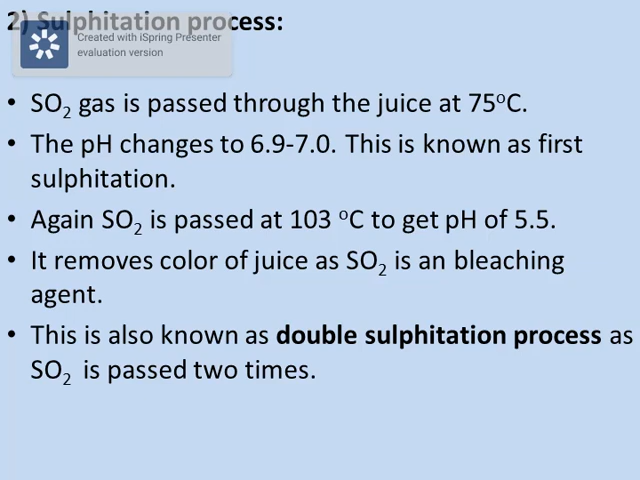 2) Sulphitation process:
Created with iSpring Presenter
evaluation version
• SO₂ gas is passed through the juice at 75ᵒC.
• The pH changes to 6.9-7.0. This is known as first
sulphitation.
• Again SO₂ is passed at 103 ᵒC to get pH of 5.5.
• It removes color of juice as SO₂ is an bleaching
agent.
• This is also known as double sulphitation process as
SO₂ is passed two times.